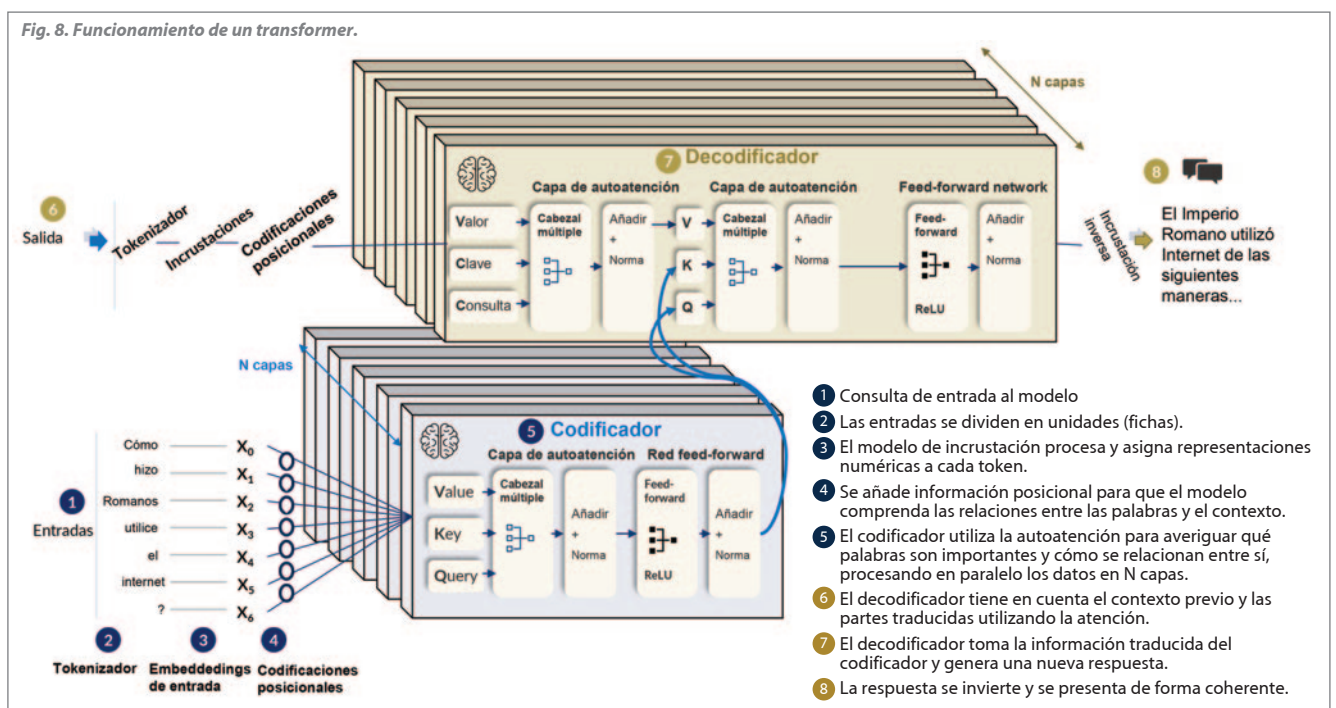 Fig. 8. Funcionamiento de un transformer.
N capas
7 Decodificador
Capa de autoatención
Capa de autoatención
Feed-forward network
Valor
Clave
Consulta
Cabezal
múltiple
Añadir
+
Norma
V
K
Q
Cabezal
múltiple
Añadir
+
Norma
Feed-
forward
ReLU
Añadir
+
Norma
6
Salida
Tokenizador
Incrustaciones
Codificaciones
posicionales
Incrustación
inversa
8
El Imperio
Romano utilizó
Internet de las
siguientes
maneras...
N capas
5 Codificador
Capa de autoatención
Red feed-forward
Value
Key
Query
Cabezal
múltiple
Añadir
+
Norma
Feed-
forward
ReLU
Añadir
+
Norma
1
Entradas
Cómo X0
hizo X1
Romanos X2
utilice X3
el X4
internet X5
? X6
2
Tokenizador
3
Embeddedings
de entrada
4
Codificaciones
posicionales
1 Consulta de entrada al modelo
2 Las entradas se dividen en unidades (fichas).
3 El modelo de incrustación procesa y asigna representaciones
numéricas a cada token.
4 Se añade información posicional para que el modelo
comprenda las relaciones entre las palabras y el contexto.
5 El codificador utiliza la autoatención para averiguar qué
palabras son importantes y cómo se relacionan entre sí,
procesando en paralelo los datos en N capas.
6 El decodificador tiene en cuenta el contexto previo y las
partes traducidas utilizando la atención.
7 El decodificador toma la información traducida del
codificador y genera una nueva respuesta.
8 La respuesta se invierte y se presenta de forma coherente.